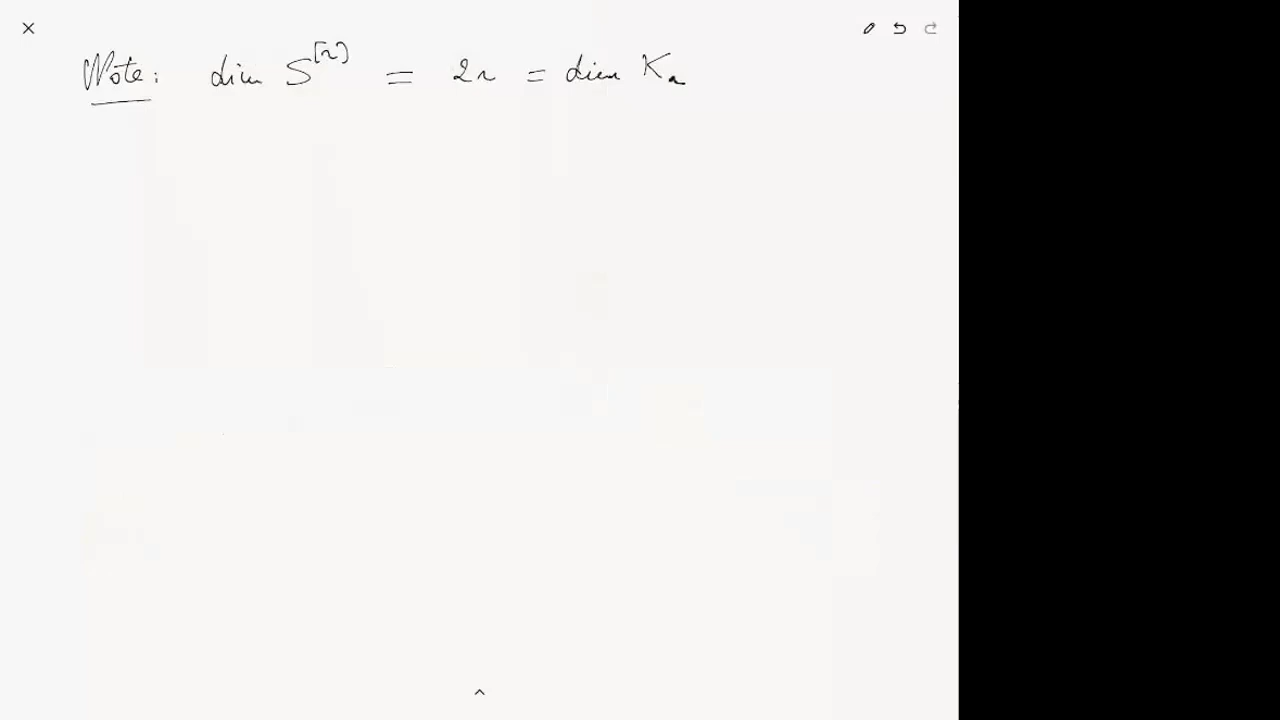 Note: dim S^[n] = 2n = dim K_n